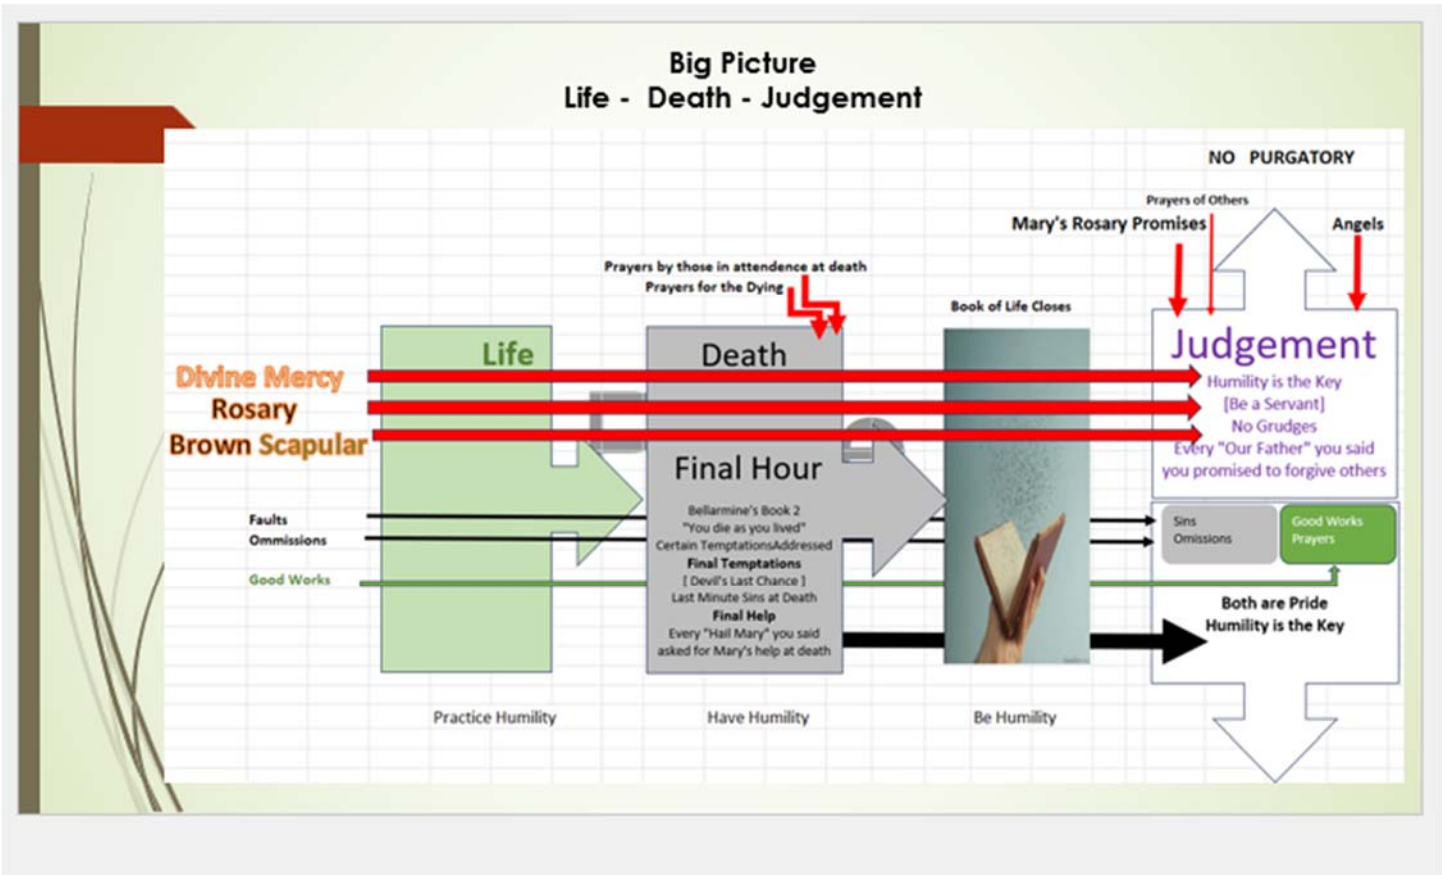 Big Picture
Life - Death - Judgement
NO PURGATORY
Prayers of Others
Mary's Rosary Promises
Angels
Prayers by those in attendence at death
Prayers for the Dying
Book of Life Closes
Life
Death
Judgement
Divine Mercy
Rosary
Brown Scapular
Humility is the Key
[Be a Servant]
No Grudges
Every "Our Father" you said
you promised to forgive others
Final Hour
Bellarmine's Book 2
"You die as you lived"
Certain TemptationsAddressed
Final Temptations
[ Devil's Last Chance ]
Last Minute Sins at Death
Final Help
Every "Hail Mary" you said
asked for Mary's help at death
Faults
Ommissions
Good Works
Sins
Omissions
Good Works
Prayers
Both are Pride
Humility is the Key
Practice Humility
Have Humility
Be Humility